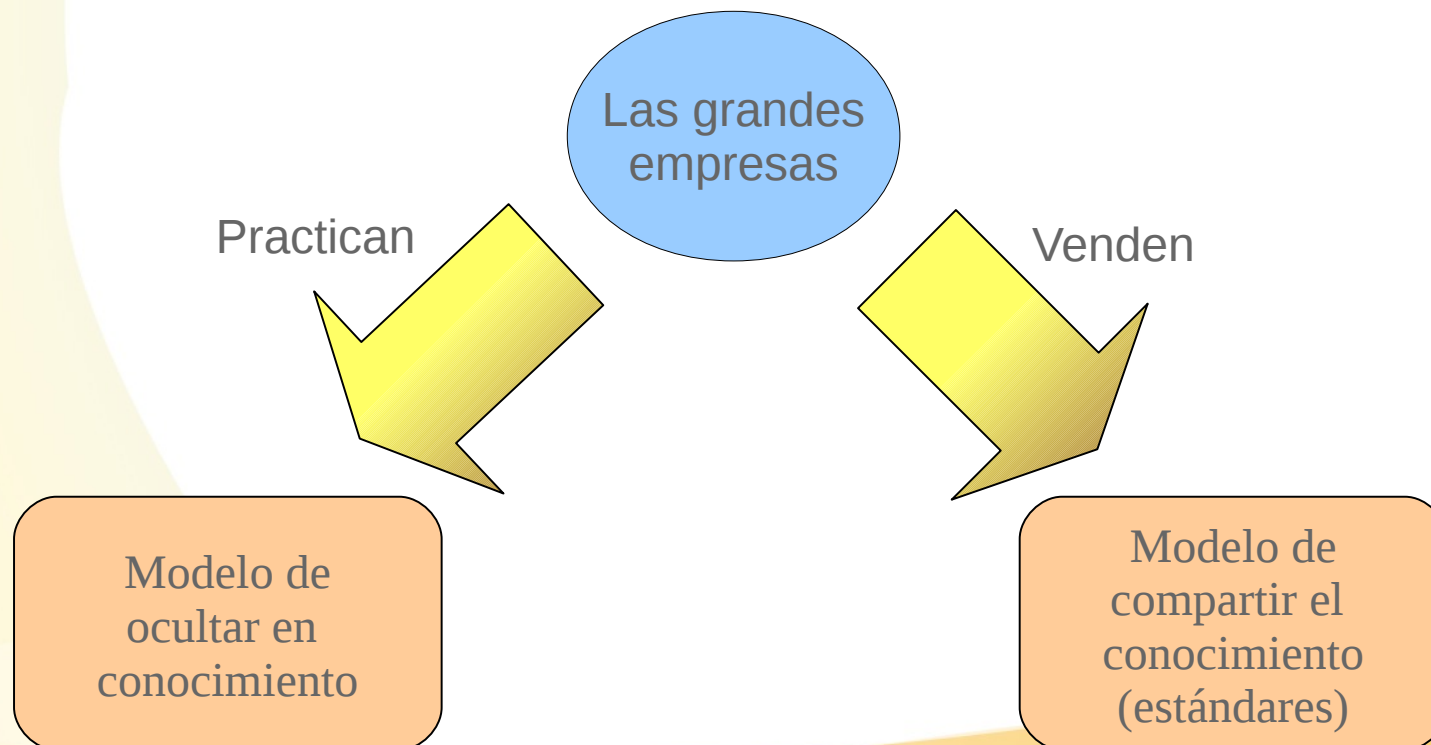 Las grandes
empresas
Practican
Venden
Modelo de
ocultar en
conocimiento
Modelo de
compartir el
conocimiento
(estándares)